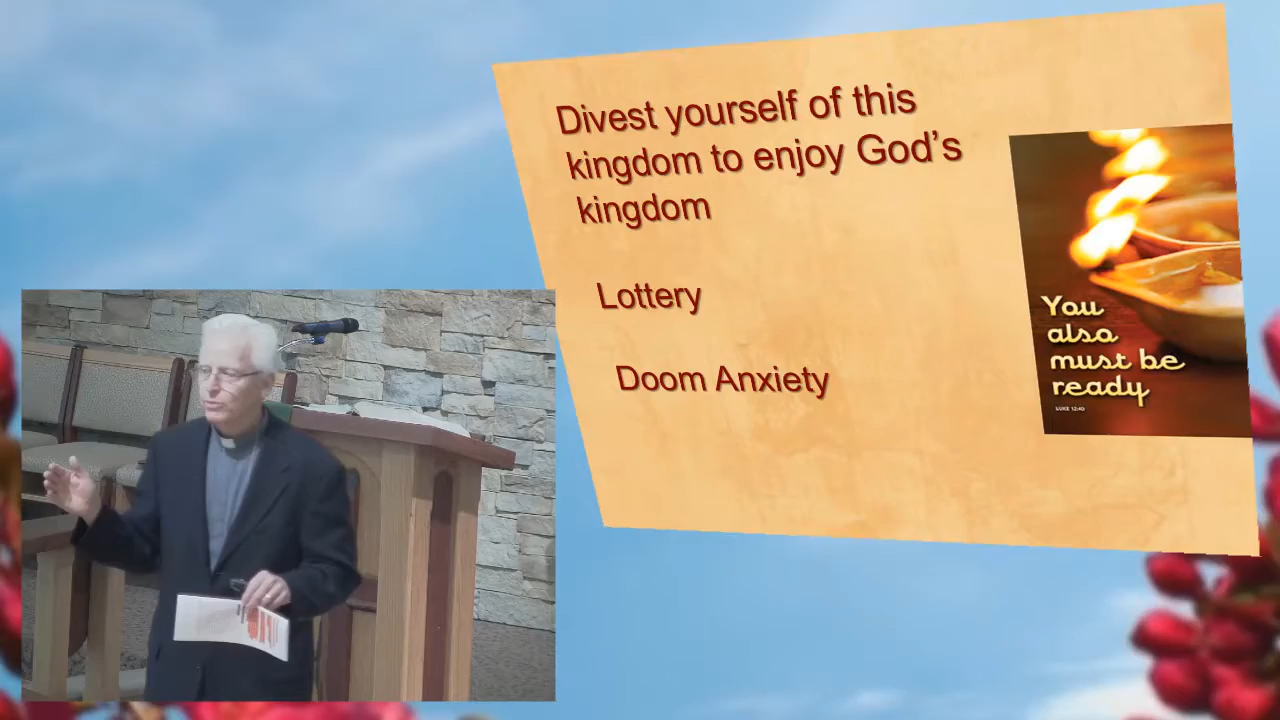 Divest yourself of this
kingdom to enjoy God's
kingdom
Lottery
Doom Anxiety
You
also
must be
ready
LUKE 12:40